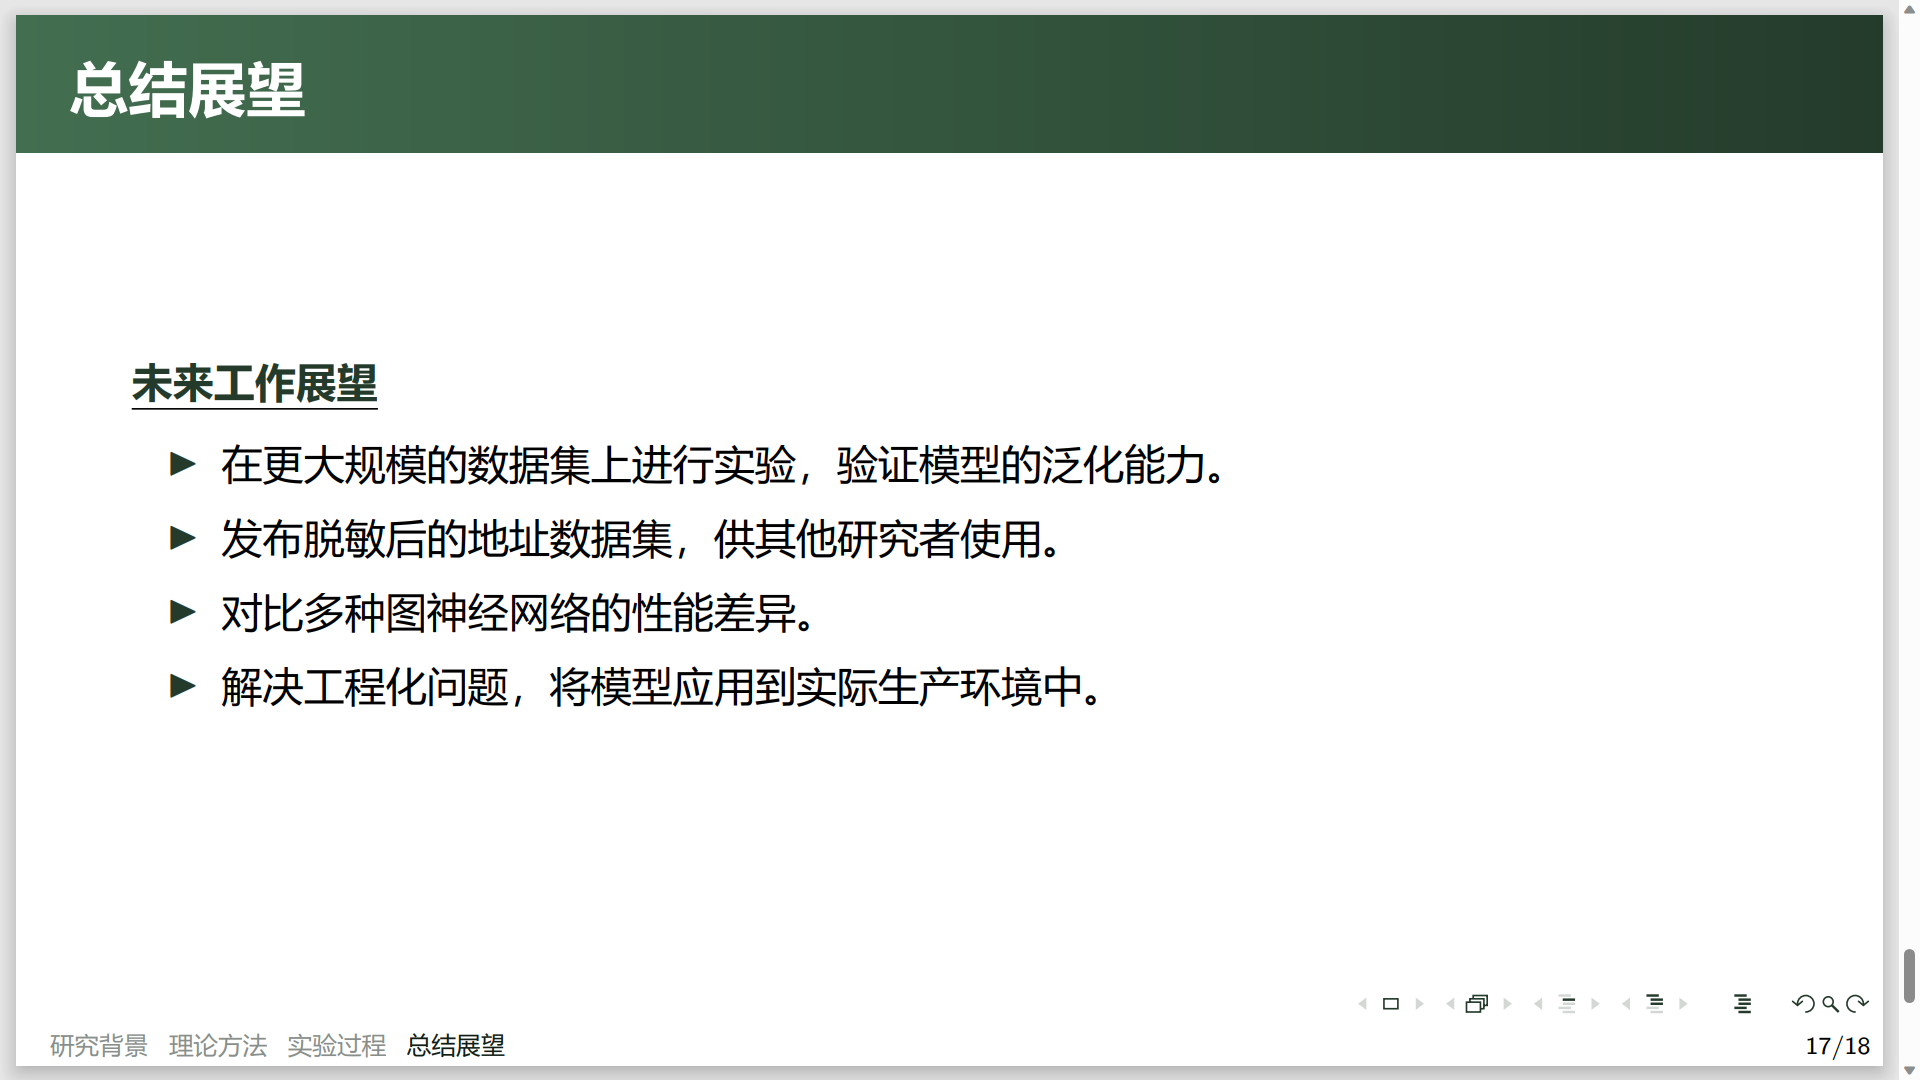 总结展望
未来工作展望
在更大规模的数据集上进行实验，验证模型的泛化能力。
发布脱敏后的地址数据集，供其他研究者使用。
对比多种图神经网络的性能差异。
解决工程化问题，将模型应用到实际生产环境中。
研究背景 理论方法 实验过程 总结展望
17/18